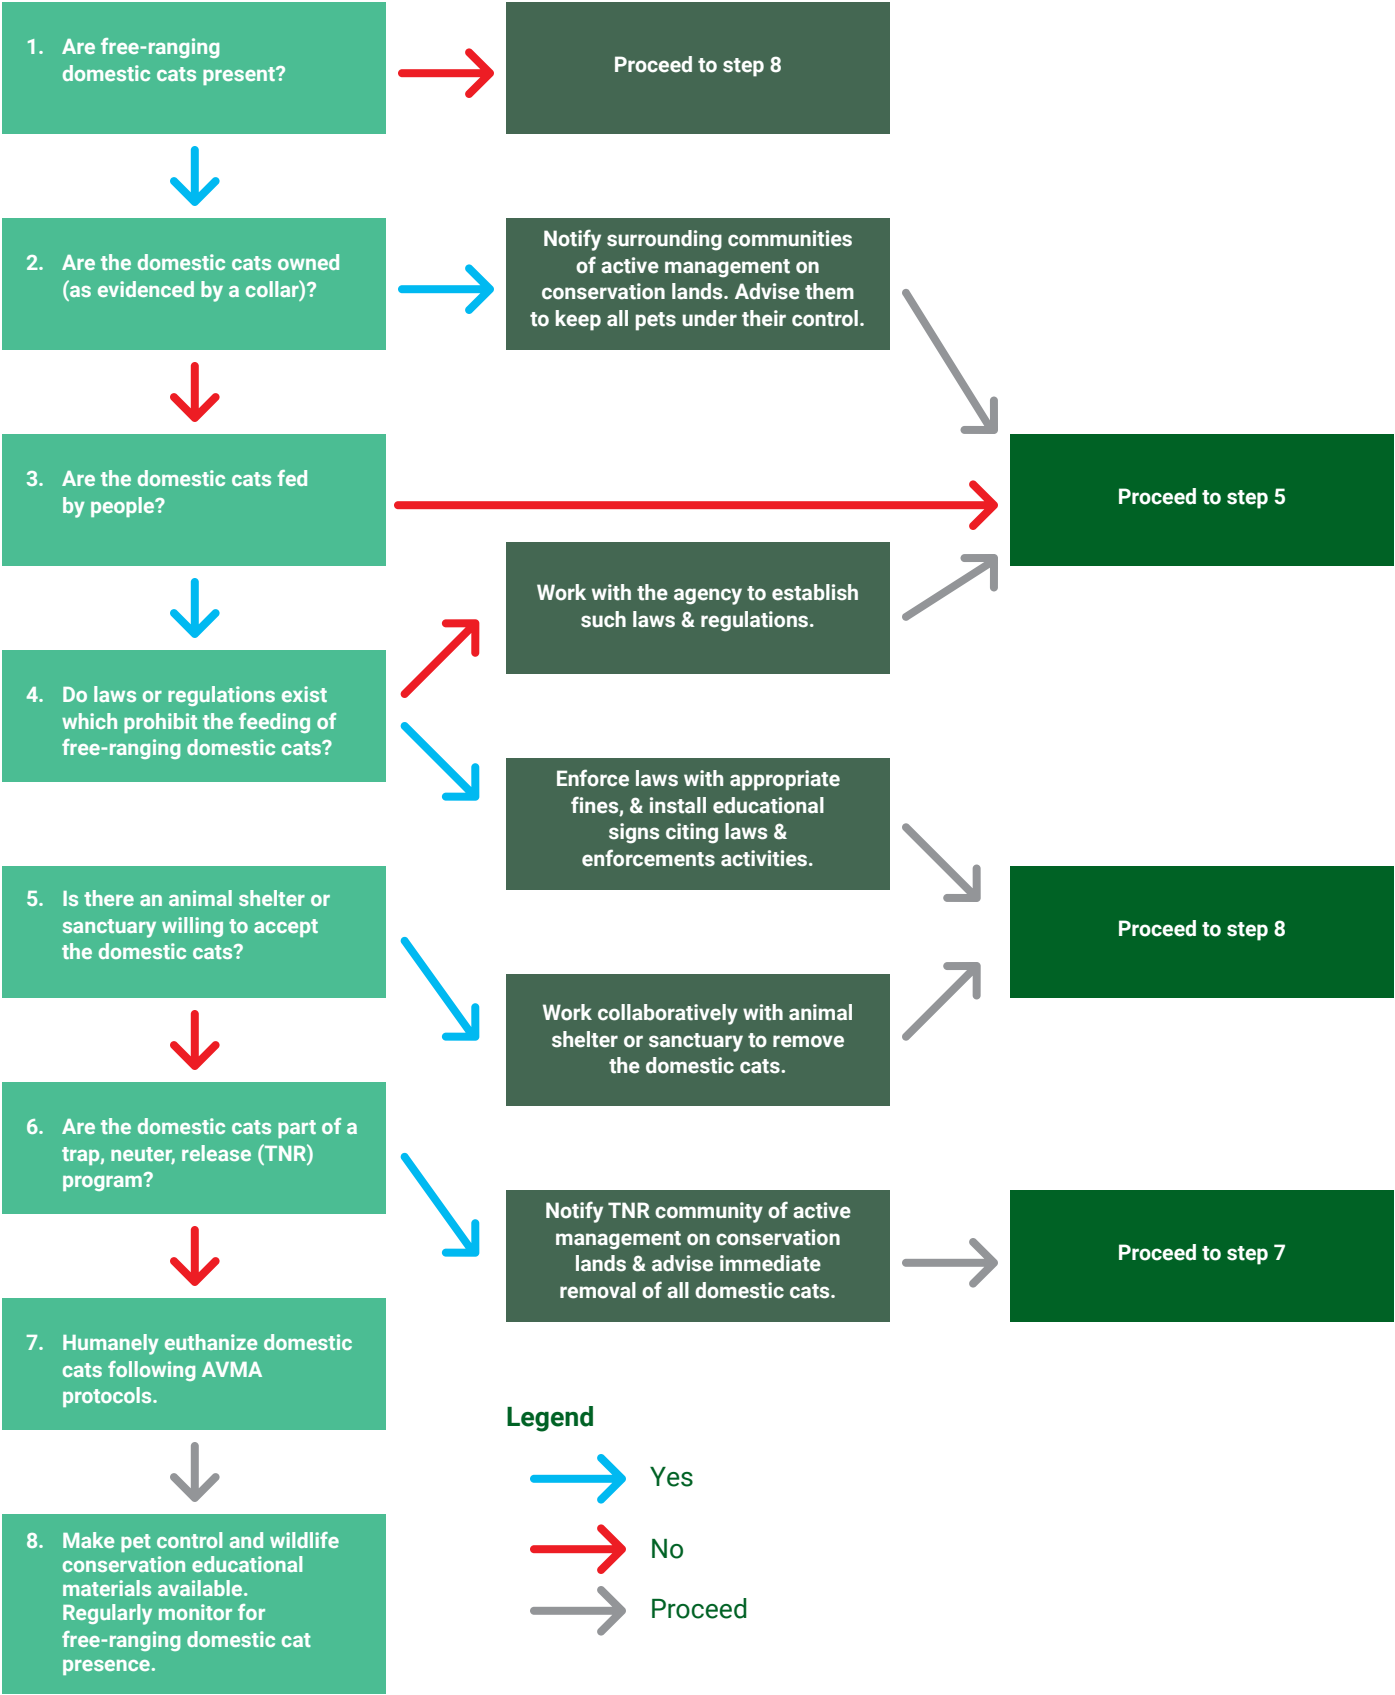 1. Are free-ranging
domestic cats present?
Proceed to step 8
2. Are the domestic cats owned
(as evidenced by a collar)?
Notify surrounding communities
of active management on
conservation lands. Advise them
to keep all pets under their control.
3. Are the domestic cats fed
by people?
Proceed to step 5
Work with the agency to establish
such laws & regulations.
4. Do laws or regulations exist
which prohibit the feeding of
free-ranging domestic cats?
Enforce laws with appropriate
fines, & install educational
signs citing laws &
enforcements activities.
5. Is there an animal shelter or
sanctuary willing to accept
the domestic cats?
Proceed to step 8
Work collaboratively with animal
shelter or sanctuary to remove
the domestic cats.
6. Are the domestic cats part of a
trap, neuter, release (TNR)
program?
Notify TNR community of active
management on conservation
lands & advise immediate
removal of all domestic cats.
Proceed to step 7
7. Humanely euthanize domestic
cats following AVMA
protocols.
8. Make pet control and wildlife
conservation educational
materials available.
Regularly monitor for
free-ranging domestic cat
presence.
Legend
Yes
No
Proceed